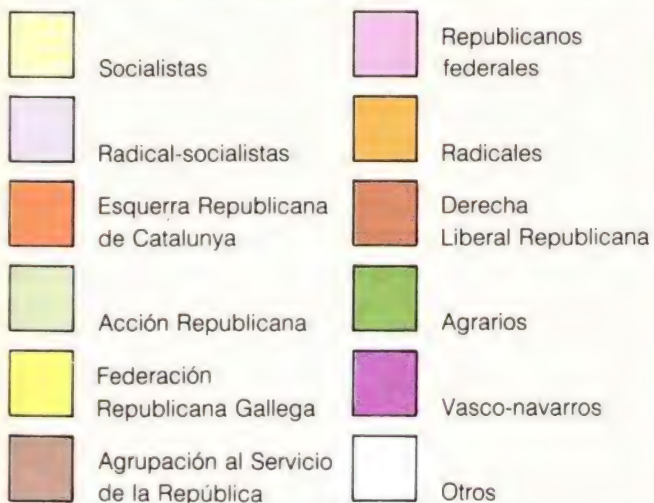 Socialistas
Radical-socialistas
Esquerra Republicana
de Catalunya
Acción Republicana
Federación
Republicana Gallega
Agrupación al Servicio
de la República
Republicanos
federales
Radicales
Derecha
Liberal Republicana
Agrarios
Vasco-navarros
Otros